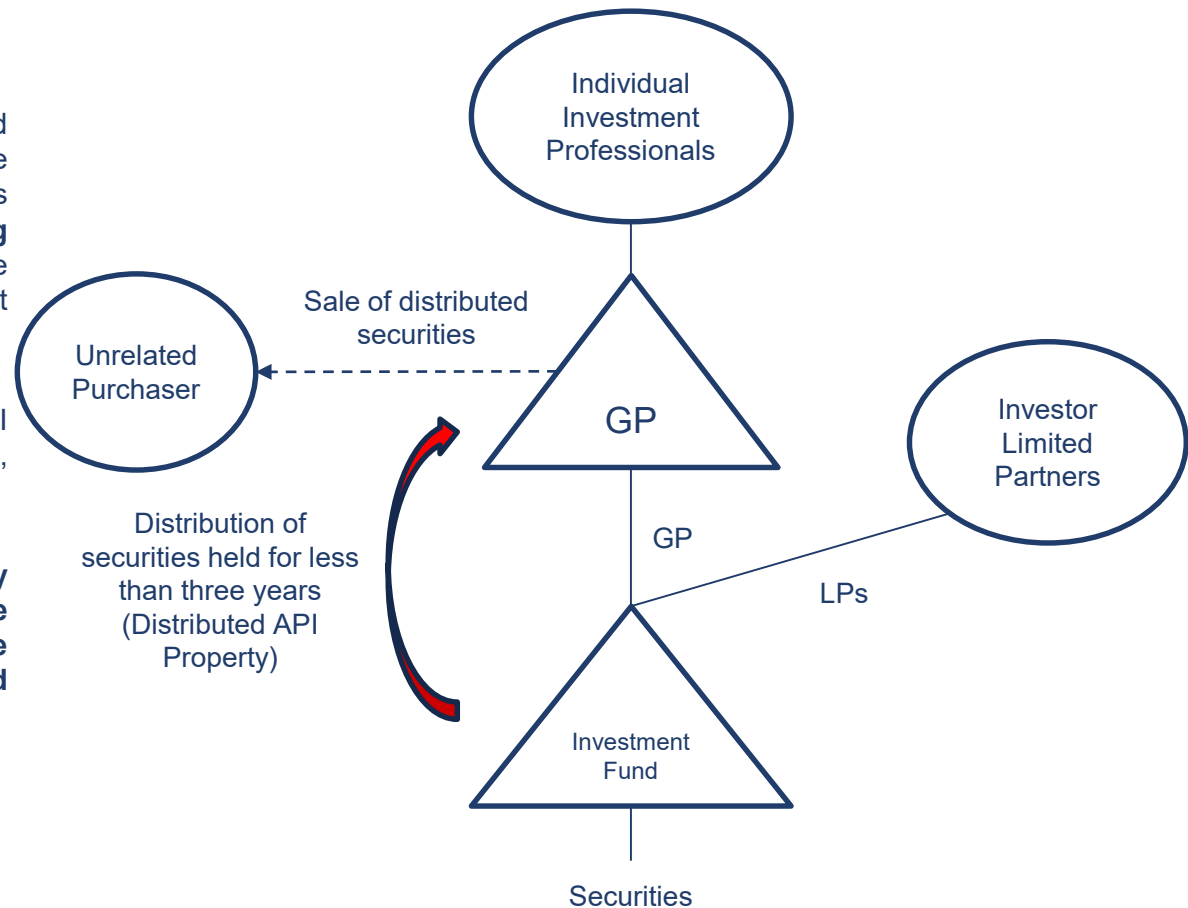 Individual
Investment
Professionals
d
e
s
g
e
t
Sale of distributed
securities
Unrelated
Purchaser
GP
Investor
Limited
Partners
l
,
Distribution of
securities held for less
than three years
(Distributed API
Property)
GP
LPs
y
e
e
d
Investment
Fund
Securities